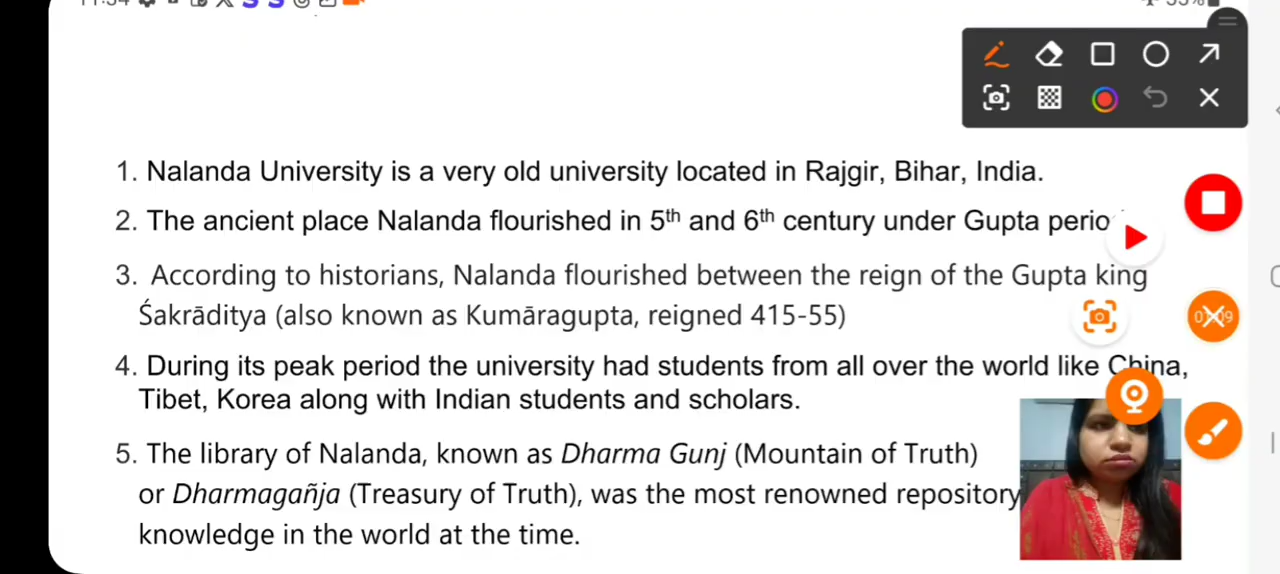 1. Nalanda University is a very old university located in Rajgir, Bihar, India.
2. The ancient place Nalanda flourished in 5th and 6th century under Gupta
3. According to historians, Nalanda flourished between the reign of the Gupta king
Śakrāditya (also known as Kumāragupta, reigned 415-55)
4. During its peak period the university had students from all over the world like China,
Tibet, Korea along with Indian students and scholars.
5. The library of Nalanda, known as Dharma Gunj (Mountain of Truth)
or Dharmagañja (Treasury of Truth), was the most renowned repository
knowledge in the world at the time.